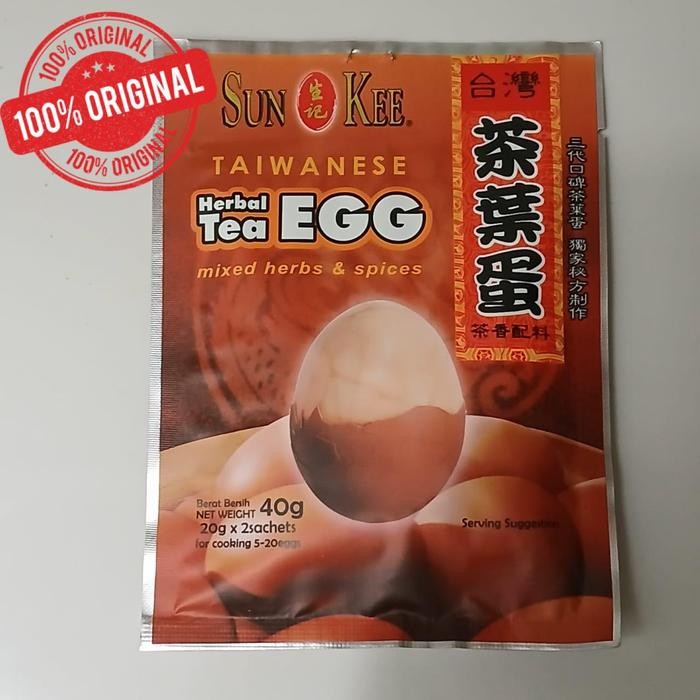 100% ORIGINAL
100% ORIGINAL
100% ORIGINAL
SUN 生记 KEE®
TAIWANESE
Herbal
Tea EGG
mixed herbs & spices
台灣
茶葉蛋
茶香配料
三代口碑茶葉蛋 獨家秘方制作
Berat Bersih
NET WEIGHT 40g
20g x 2sachets
for cooking 5-20eggs
Serving Suggestion